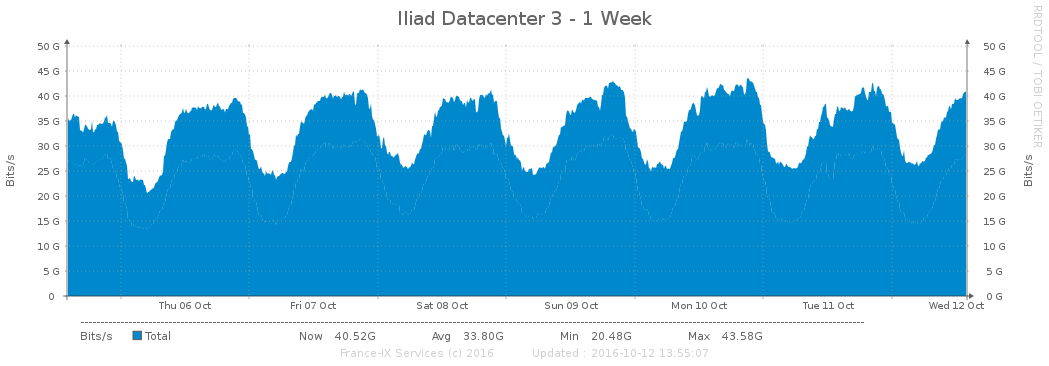 Iliad Datacenter 3 - 1 Week
RRDTOOL / TOBI OETIKER
Bits/s
50 G 50 G
45 G 45 G
40 G 40 G
35 G 35 G
30 G 30 G
25 G 25 G
20 G 20 G
15 G 15 G
10 G 10 G
5 G 5 G
0 0 G
Bits/s
Thu 06 Oct Fri 07 Oct Sat 08 Oct Sun 09 Oct Mon 10 Oct Tue 11 Oct Wed 12 Oct
Bits/s Total Now 40.52G Avg 33.80G Min 20.48G Max 43.58G
France-IX Services (c) 2016 Updated : 2016-10-12 13:55:07